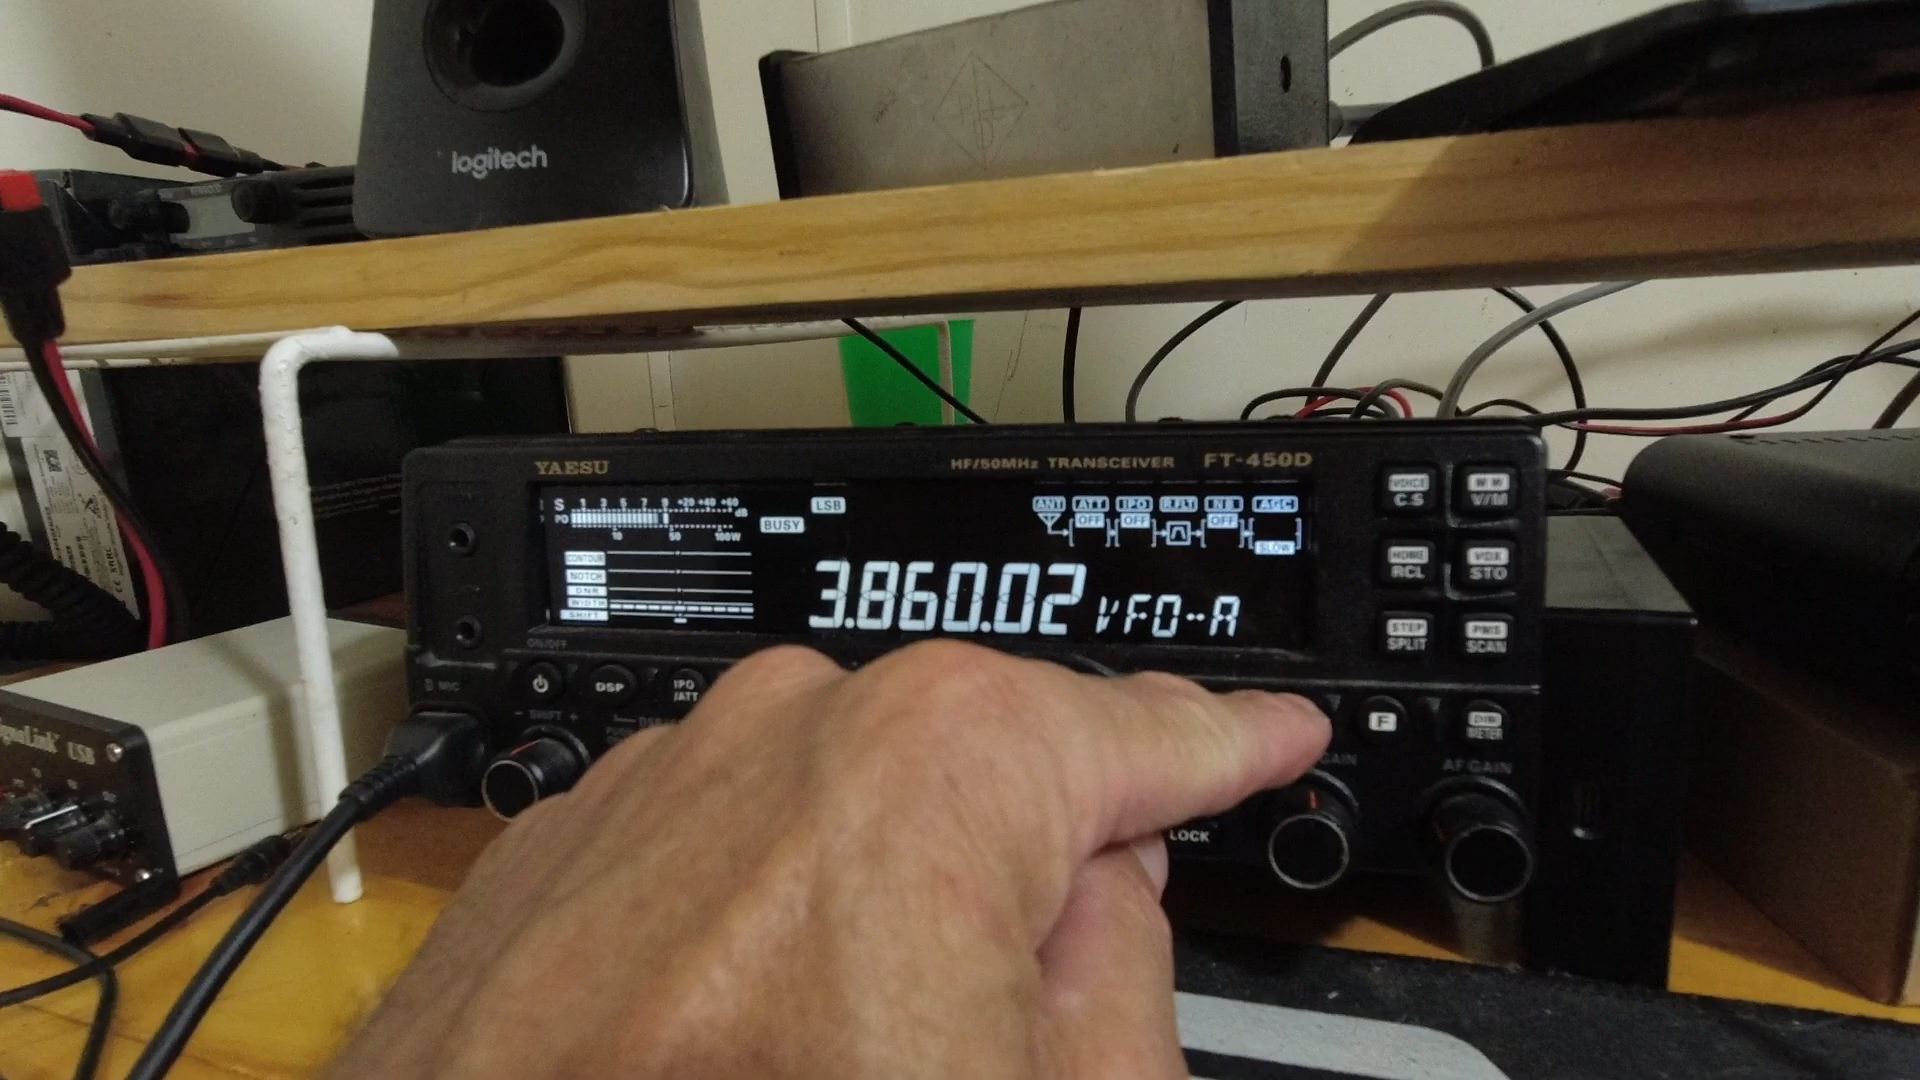 logitech
KENWOOD
YAESU
HF/50MHz TRANSCEIVER FT-450D
S 1 3 5 7 9 +20 +40 +60 dB
PO 10 50 100W
BUSY
LSB
ANT ATT IPO R.FLT NB AGC
OFF OFF OFF
SLOW
CONTOUR
NOTCH
DNR
WIDTH
SHIFT
3.860.02 VFO-A
VOICE
C.S
V/M
HOME
RCL
VOX
STO
STEP
SPLIT
PMS
SCAN
ON/OFF
MIC
DSP
IPO
/ATT
- SHIFT +
F
DIM
METER
GAIN
AF GAIN
LOCK
SignaLink USB